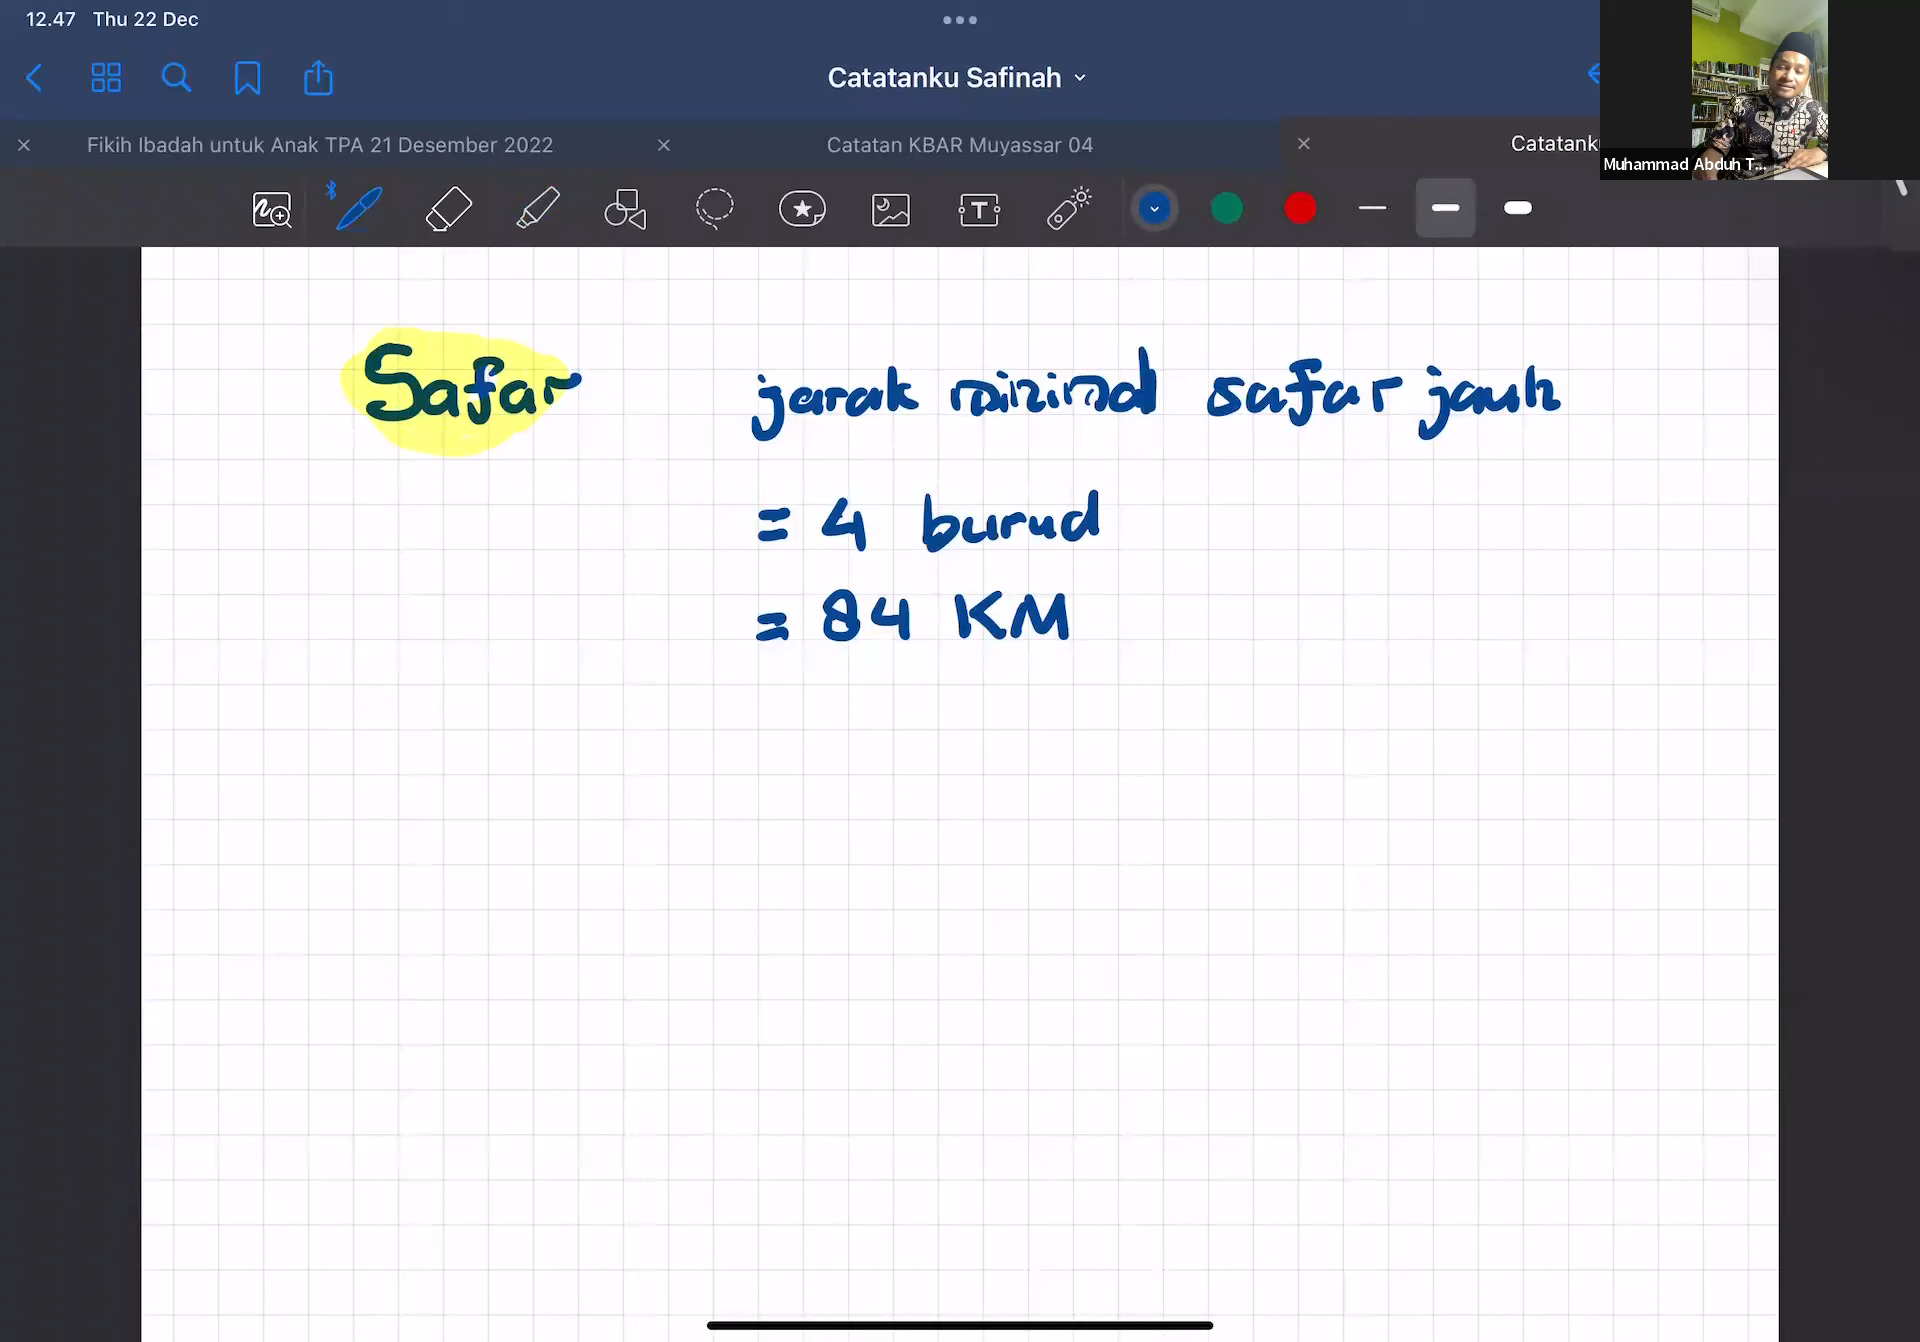 12.47 Thu 22 Dec
Catatanku Safinah
Fikih Ibadah untuk Anak TPA 21 Desember 2022
Catatan KBAR Muyassar 04
Catatank
Muhammad Abduh T...
Safar
jarak minimal safar jauh
= 4 burud
= 84 KM